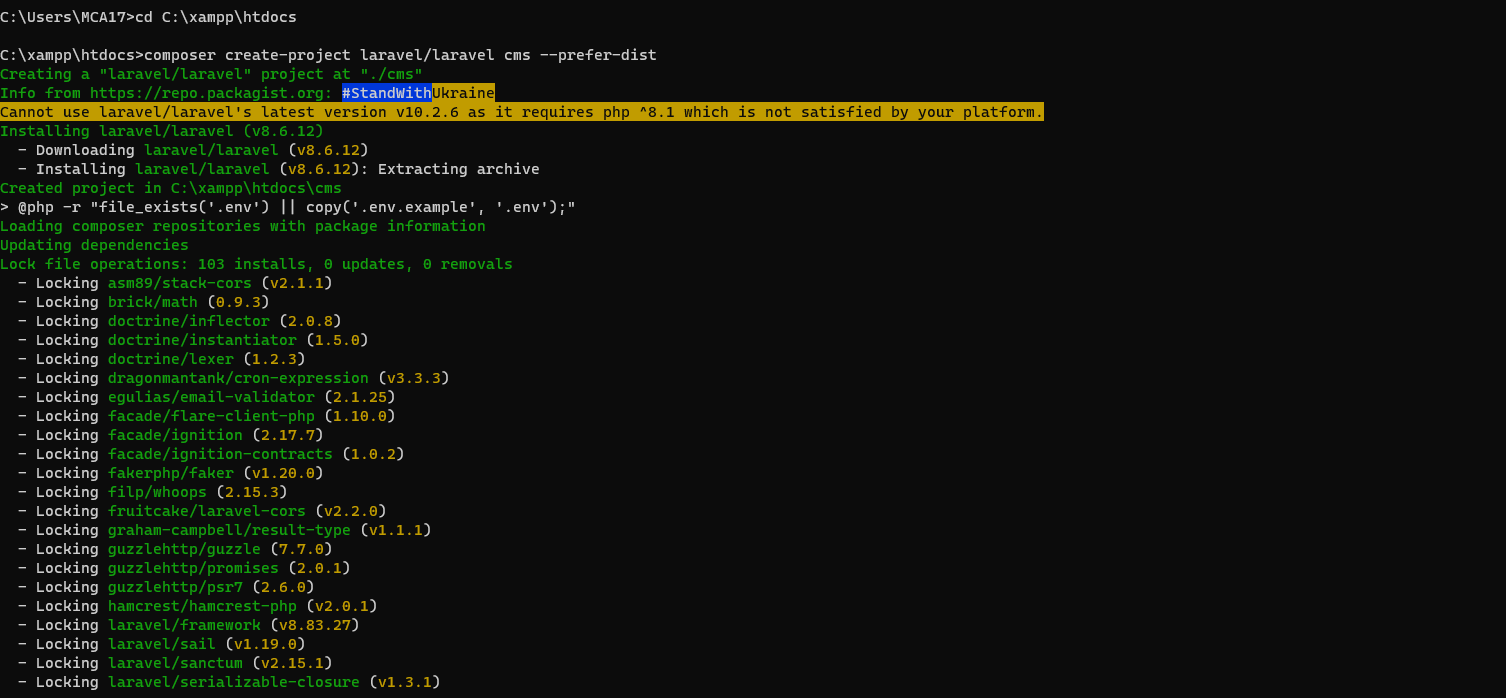 C:\Users\MCA17>cd C:\xampp\htdocs
C:\xampp\htdocs>composer create-project laravel/laravel cms --prefer-dist
Creating a "laravel/laravel" project at "./cms"
Info from https://repo.packagist.org: #StandWithUkraine
Cannot use laravel/laravel's latest version v10.2.6 as it requires php ^8.1 which is not satisfied by your platform.
Installing laravel/laravel (v8.6.12)
  - Downloading laravel/laravel (v8.6.12)
  - Installing laravel/laravel (v8.6.12): Extracting archive
Created project in C:\xampp\htdocs\cms
> @php -r "file_exists('.env') || copy('.env.example', '.env');"
Loading composer repositories with package information
Updating dependencies
Lock file operations: 103 installs, 0 updates, 0 removals
  - Locking asm89/stack-cors (v2.1.1)
  - Locking brick/math (0.9.3)
  - Locking doctrine/inflector (2.0.8)
  - Locking doctrine/instantiator (1.5.0)
  - Locking doctrine/lexer (1.2.3)
  - Locking dragonmantank/cron-expression (v3.3.3)
  - Locking egulias/email-validator (2.1.25)
  - Locking facade/flare-client-php (1.10.0)
  - Locking facade/ignition (2.17.7)
  - Locking facade/ignition-contracts (1.0.2)
  - Locking fakerphp/faker (v1.20.0)
  - Locking filp/whoops (2.15.3)
  - Locking fruitcake/laravel-cors (v2.2.0)
  - Locking graham-campbell/result-type (v1.1.1)
  - Locking guzzlehttp/guzzle (7.7.0)
  - Locking guzzlehttp/promises (2.0.1)
  - Locking guzzlehttp/psr7 (2.6.0)
  - Locking hamcrest/hamcrest-php (v2.0.1)
  - Locking laravel/framework (v8.83.27)
  - Locking laravel/sail (v1.19.0)
  - Locking laravel/sanctum (v2.15.1)
  - Locking laravel/serializable-closure (v1.3.1)